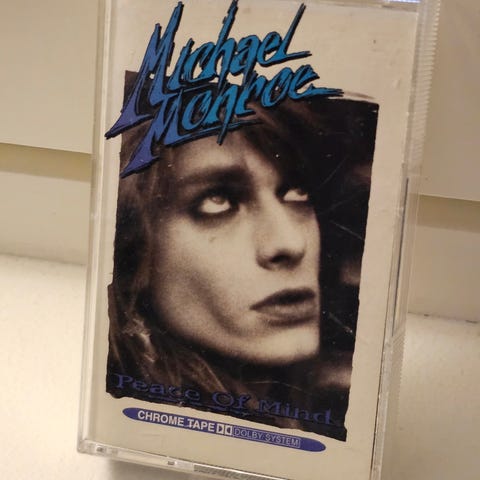 Michael
Monroe
Peace Of Mind
CHROME TAPE DOLBY SYSTEM